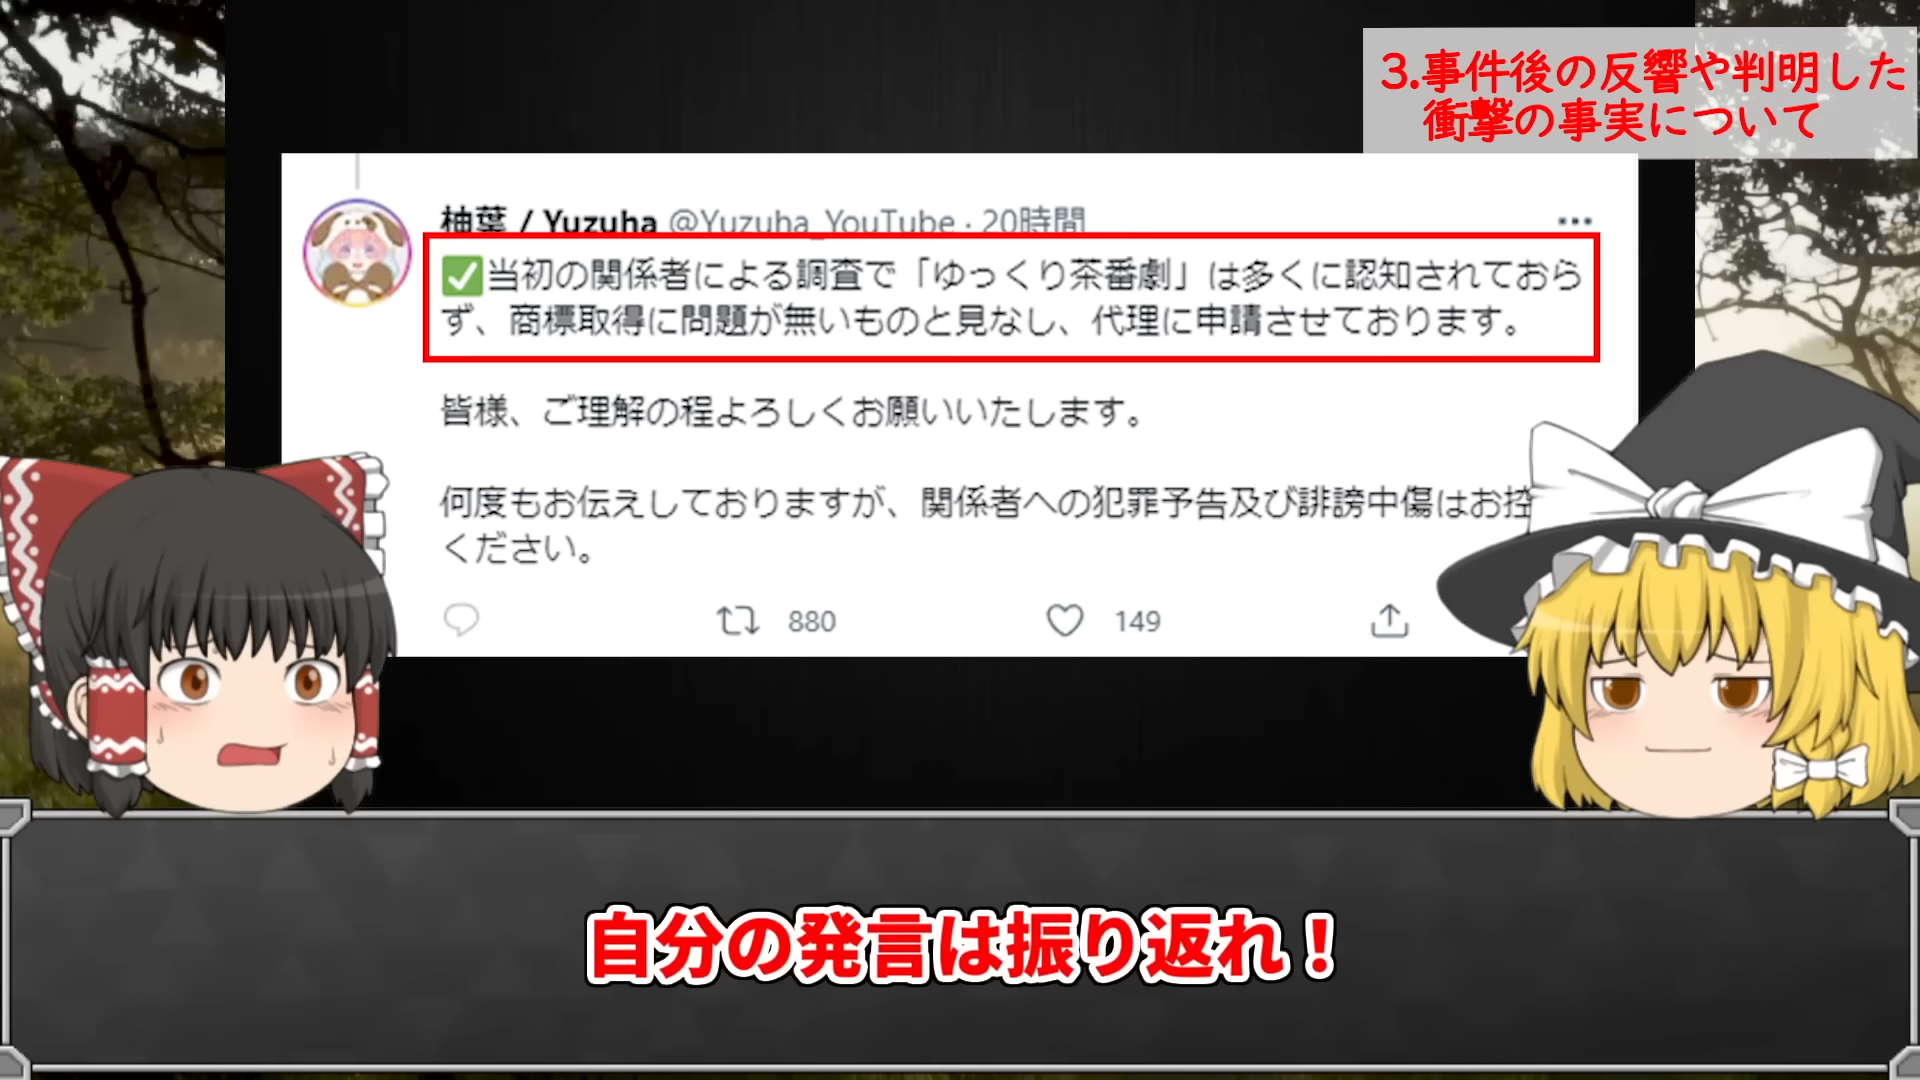 3.事件後の反響や判明した
衝撃の事実について
柚葉 / Yuzuha @Yuzuha_YouTube · 20時間
✅当初の関係者による調査で「ゆっくり茶番劇」は多くに認知されておら
ず、商標取得に問題が無いものと見なし、代理に申請させております。
皆様、ご理解の程よろしくお願いいたします。
何度もお伝えしておりますが、関係者への犯罪予告及び誹謗中傷はお控
ください。
880
149
自分の発言は振り返れ！